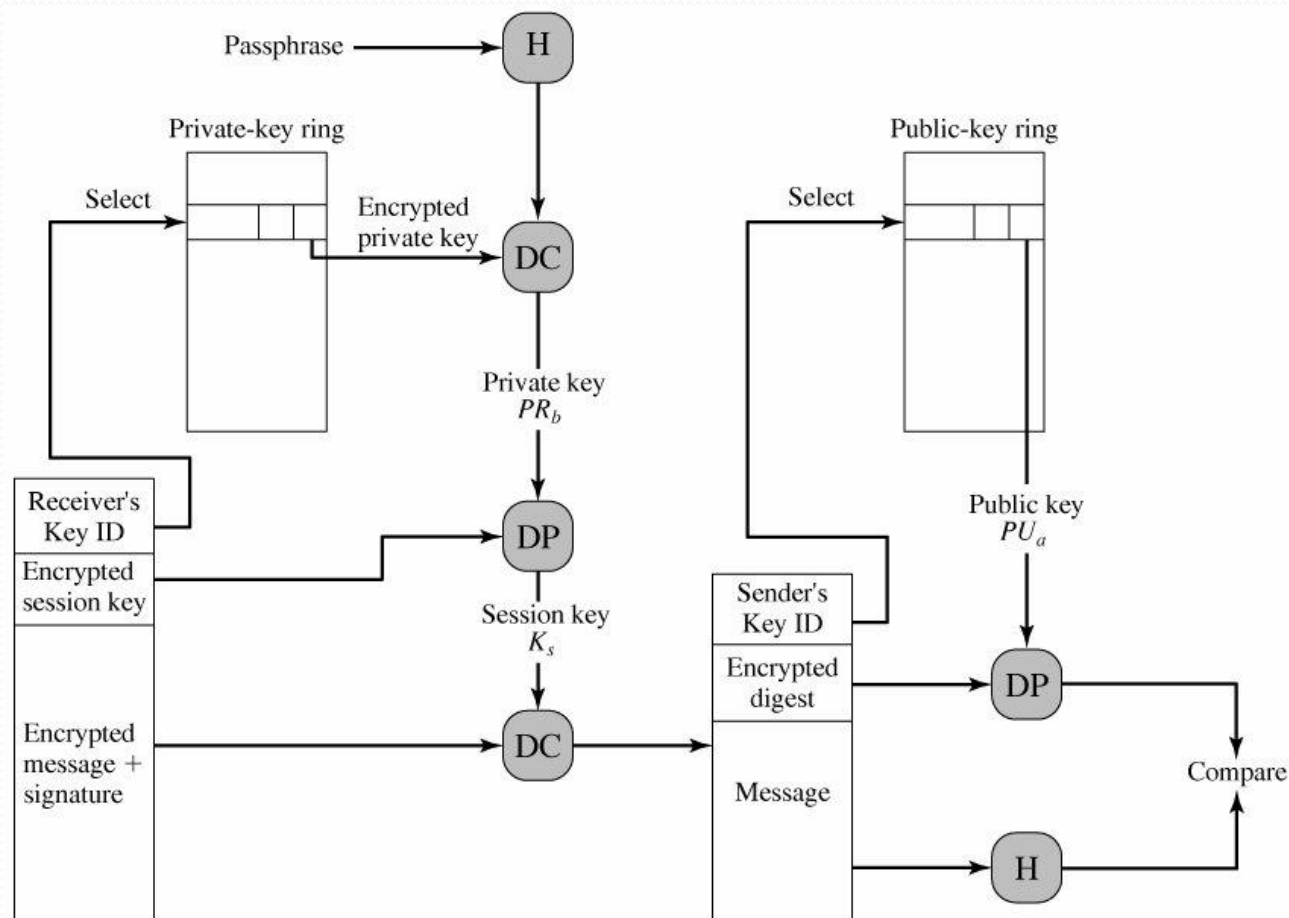 Passphrase
H
Private-key ring
Public-key ring
Select
Encrypted
private key
Select
DC
Private key
PR_b
Receiver's
Key ID
DP
Public key
PU_a
Encrypted
session key
Session key
K_s
Sender's
Key ID
Encrypted
digest
DP
Encrypted
message +
signature
DC
Message
Compare
H